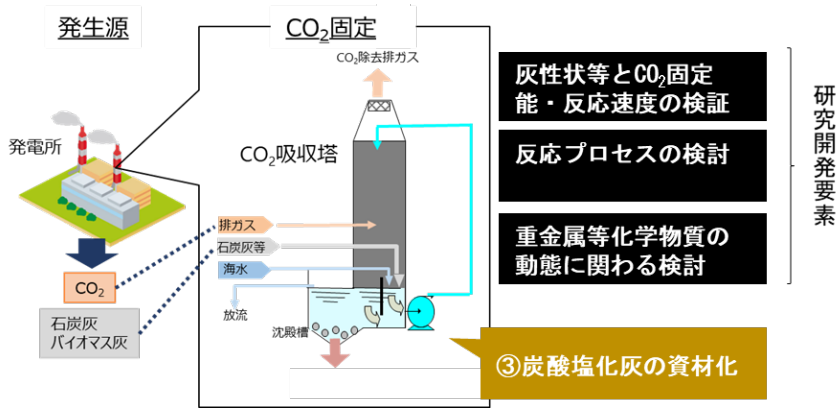 発生源
CO₂固定
CO₂除去排ガス
発電所
CO₂吸収塔
排ガス
石炭灰等
海水
放流
沈殿槽
CO₂
石炭灰
バイオマス灰
灰性状等とCO₂固定
能・反応速度の検証
反応プロセスの検討
重金属等化学物質の
動態に関わる検討
③炭酸塩化灰の資材化
研究開発要素